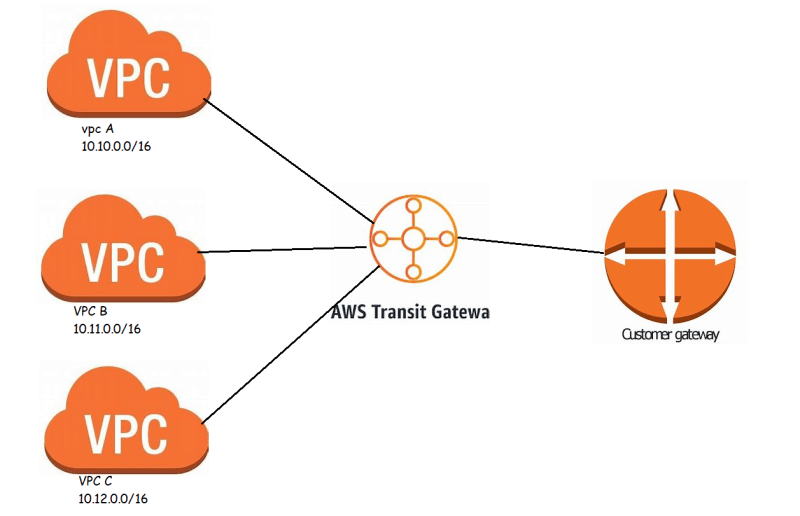 VPC
vpc A
10.10.0.0/16
VPC
VPC B
10.11.0.0/16
VPC
VPC C
10.12.0.0/16
AWS Transit Gatewa
Customer gateway